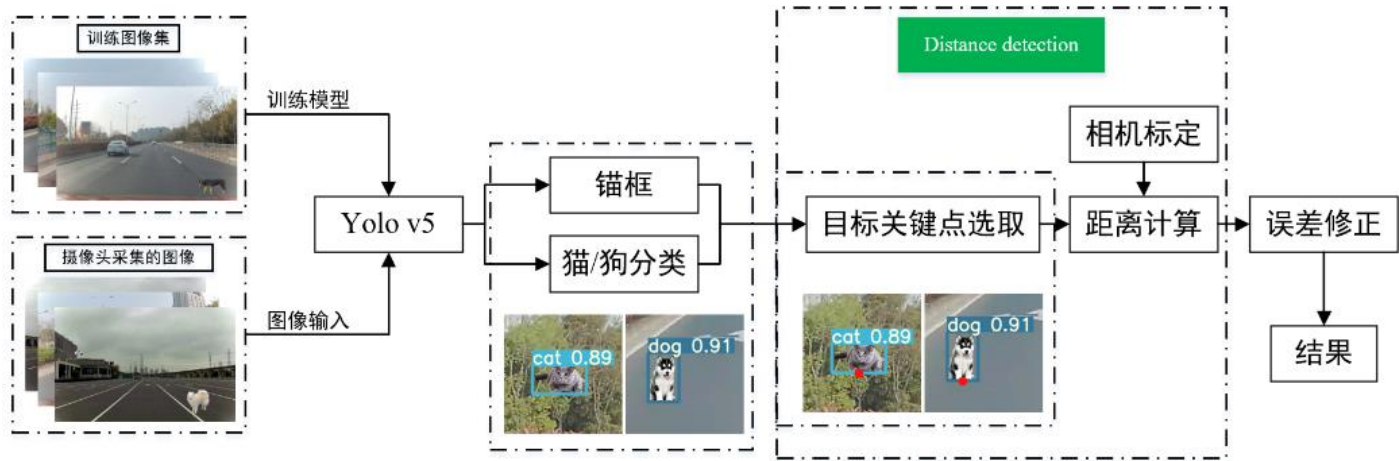 训练图像集
训练模型
摄像头采集的图像
图像输入
Yolo v5
锚框
猫/狗分类
cat 0.89
dog 0.91
Distance detection
相机标定
目标关键点选取
距离计算
误差修正
结果
cat 0.89
dog 0.91